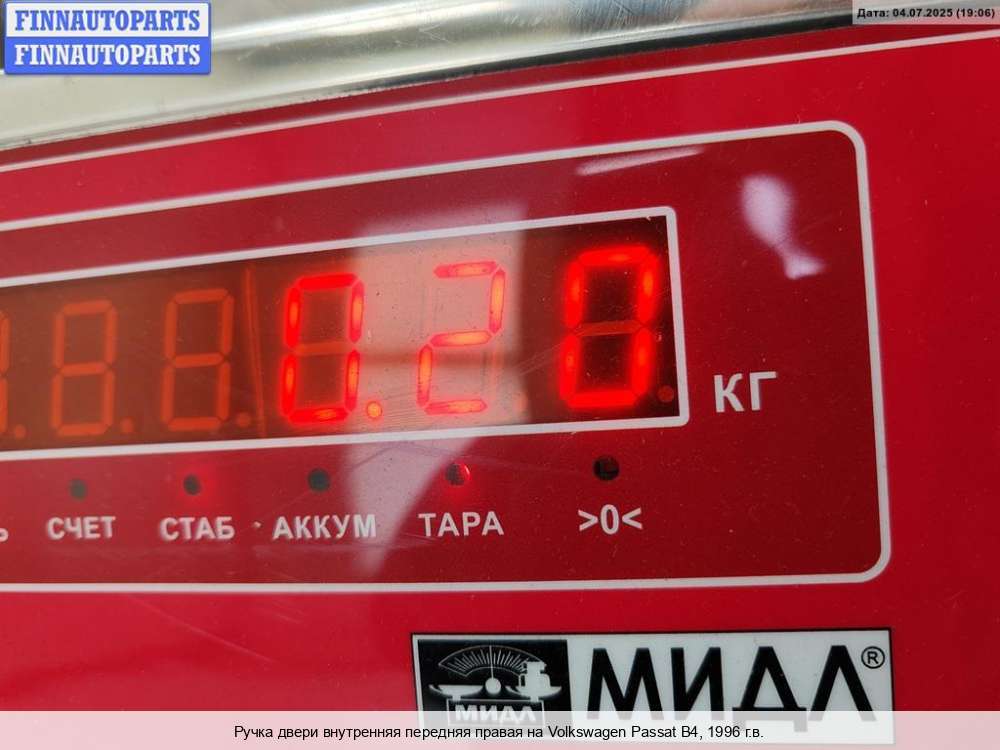 FINNAUTOPARTS
FINNAUTOPARTS
Дата: 04.07.2025 (19:06)
0.20
КГ
СЧЕТ СТАБ АККУМ ТАРА >0<
МИДЛ®
МИДЛ
Ручка двери внутренняя передняя правая на Volkswagen Passat B4, 1996 г.в.